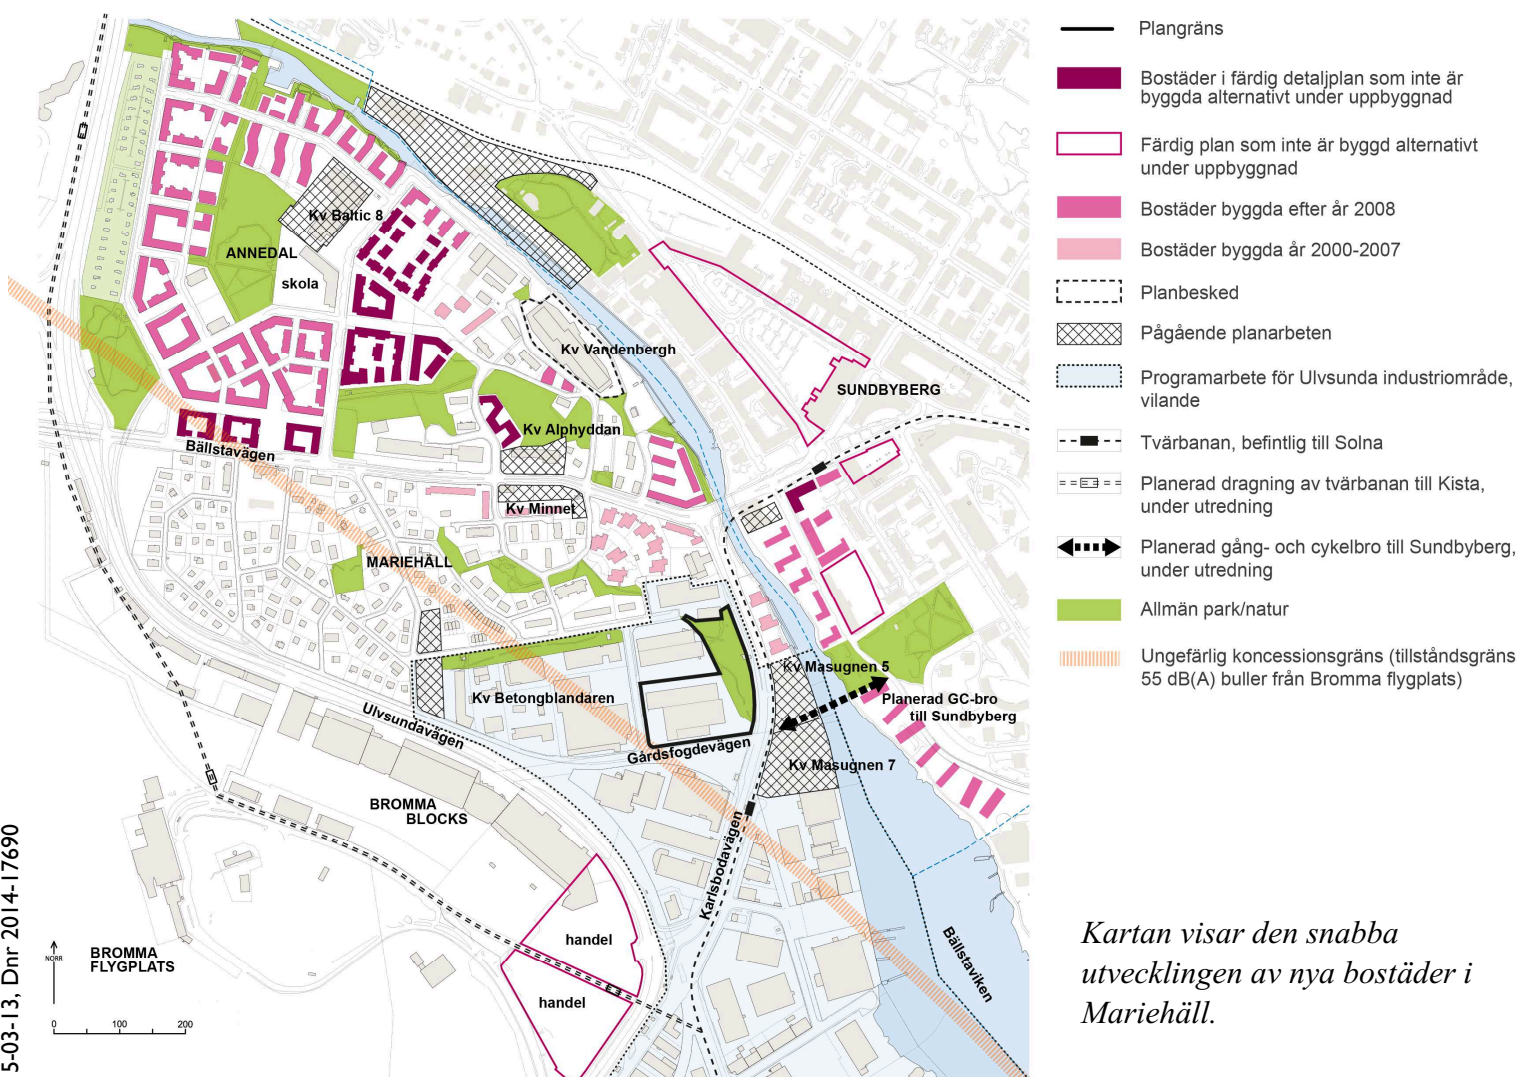 Kv Baltic 8
ANNEDAL
skola
Kv Vandenbergh
SUNDBYBERG
Kv Alphyddan
Bällstavägen
Kv Minnet
MARIEHÄLL
Kv Masugnen 5
Kv Betongblandaren
Planerad GC-bro
till Sundbyberg
Ulvsundavägen
Gårdsfogdevägen
Kv Masugnen 7
BROMMA
BLOCKS
Karlsbodavägen
handel
handel
Bällstaviken
BROMMA
FLYGPLATS
NORR
0 100 200
5-03-13, Dnr 2014-17690
Plangräns
Bostäder i färdig detaljplan som inte är
byggda alternativt under uppbyggnad
Färdig plan som inte är byggd alternativt
under uppbyggnad
Bostäder byggda efter år 2008
Bostäder byggda år 2000-2007
Planbesked
Pågående planarbeten
Programarbete för Ulvsunda industriområde,
vilande
Tvärbanan, befintlig till Solna
Planerad dragning av tvärbanan till Kista,
under utredning
Planerad gång- och cykelbro till Sundbyberg,
under utredning
Allmän park/natur
Ungefärlig koncessionsgräns (tillståndsgräns
55 dB(A) buller från Bromma flygplats)
Kartan visar den snabba
utvecklingen av nya bostäder i
Mariehäll.